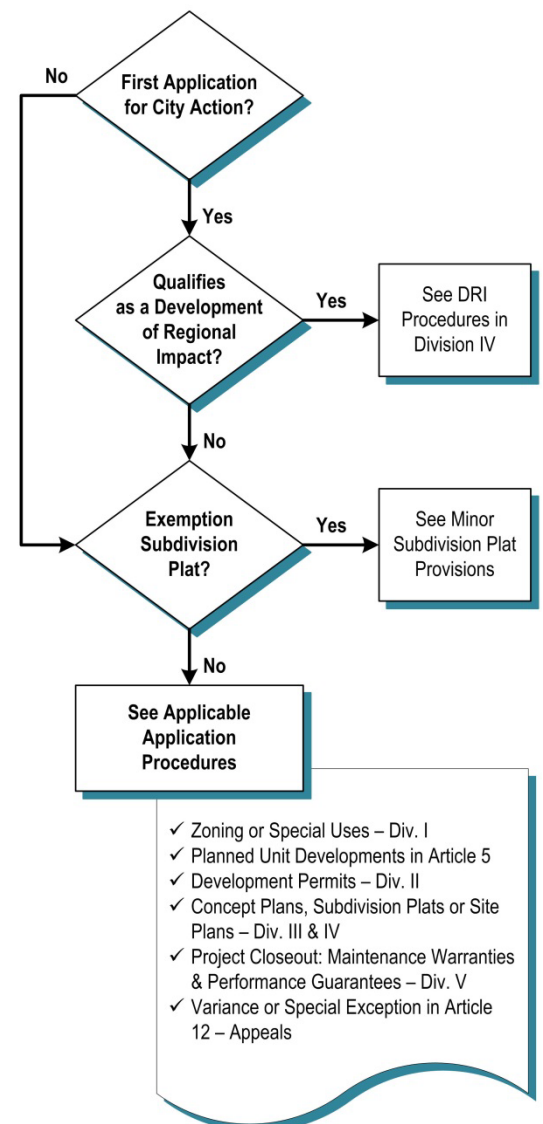 No
First Application
for City Action?
Yes
Qualifies
as a Development
of Regional
Impact?
Yes
See DRI
Procedures in
Division IV
No
Exemption
Subdivision
Plat?
Yes
See Minor
Subdivision Plat
Provisions
No
See Applicable
Application
Procedures
✓ Zoning or Special Uses – Div. I
✓ Planned Unit Developments in Article 5
✓ Development Permits – Div. II
✓ Concept Plans, Subdivision Plats or Site
Plans – Div. III & IV
✓ Project Closeout: Maintenance Warranties
& Performance Guarantees – Div. V
✓ Variance or Special Exception in Article
12 – Appeals